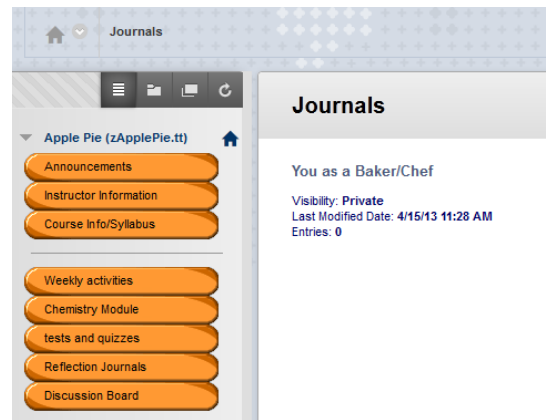 Journals
Apple Pie (zApplePie.tt)
Announcements
Instructor Information
Course Info/Syllabus
Weekly activities
Chemistry Module
tests and quizzes
Reflection Journals
Discussion Board
Journals
You as a Baker/Chef
Visibility: Private
Last Modified Date: 4/15/13 11:28 AM
Entries: 0